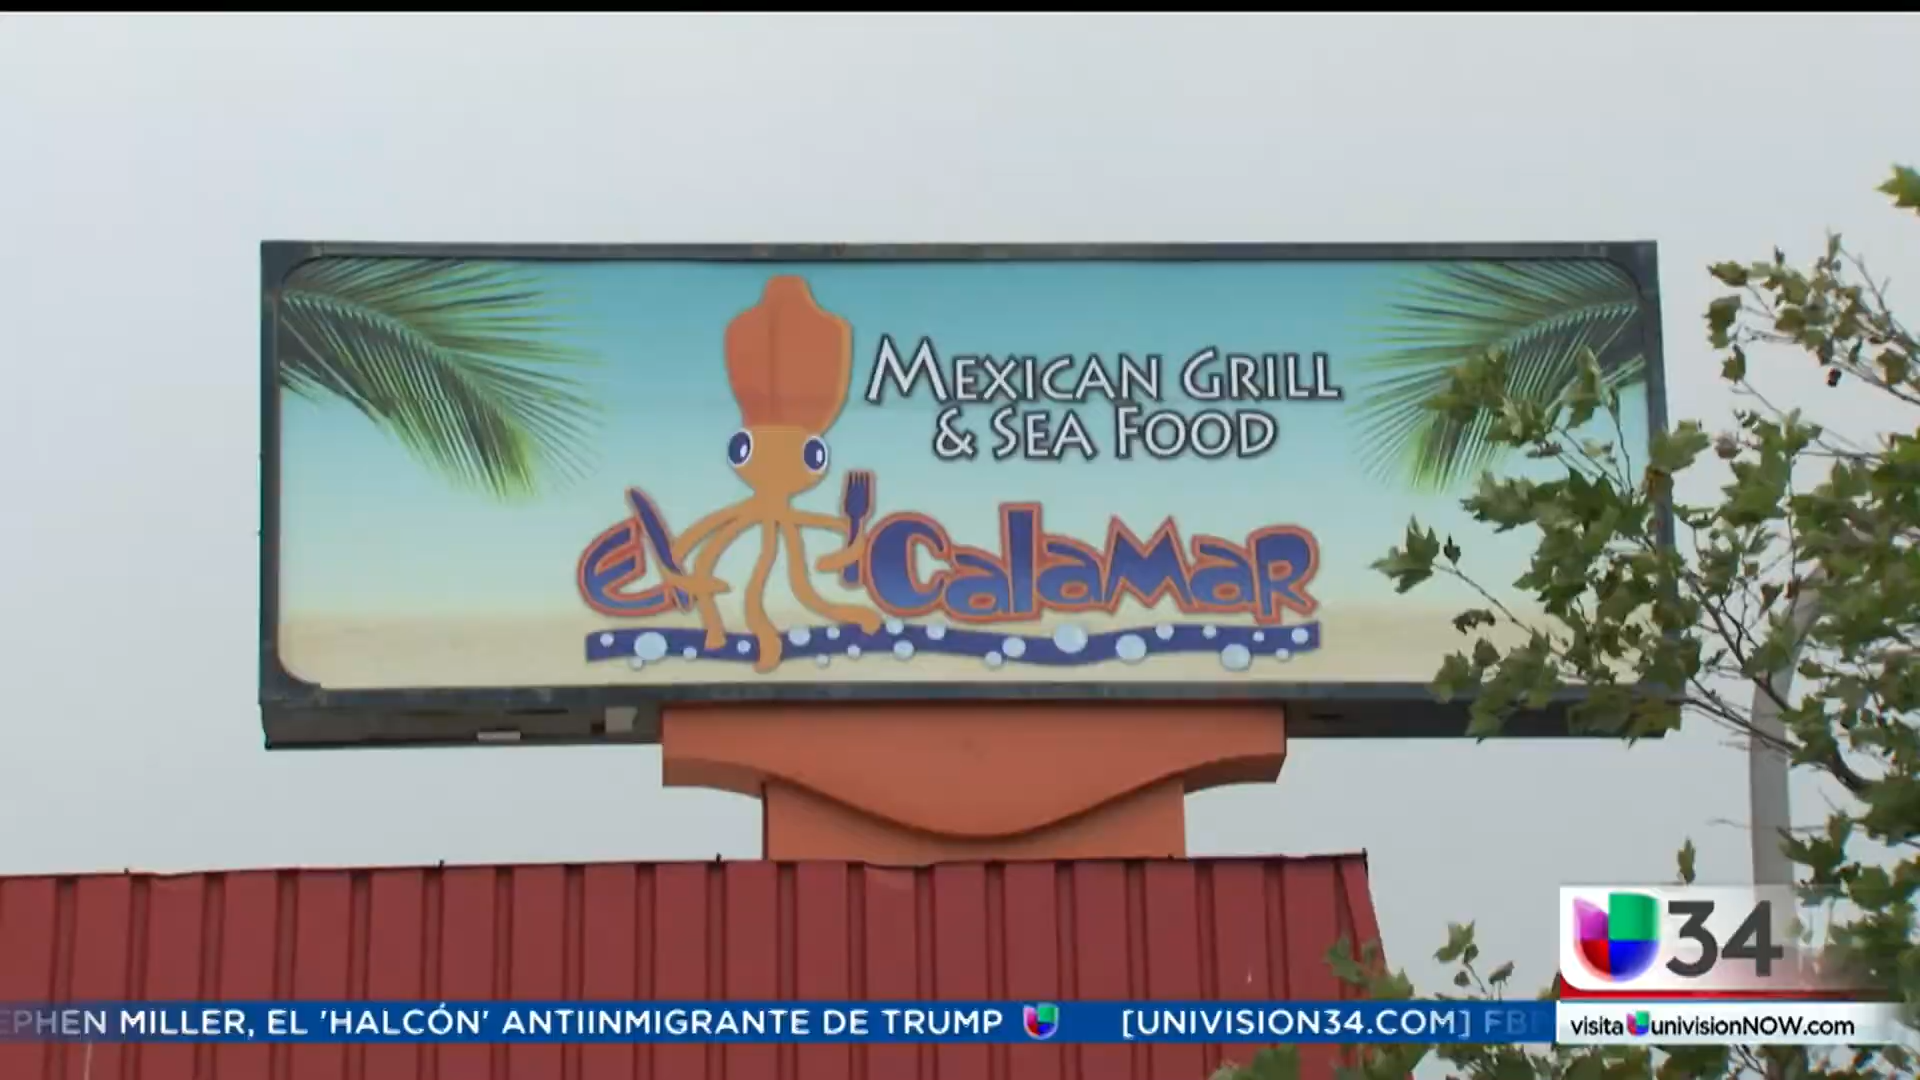 MEXICAN GRILL
& SEA FOOD
El Calamar
34
EPHEN MILLER, EL 'HALCÓN' ANTIINMIGRANTE DE TRUMP
[UNIVISION34.COM]
visita univisionNOW.com